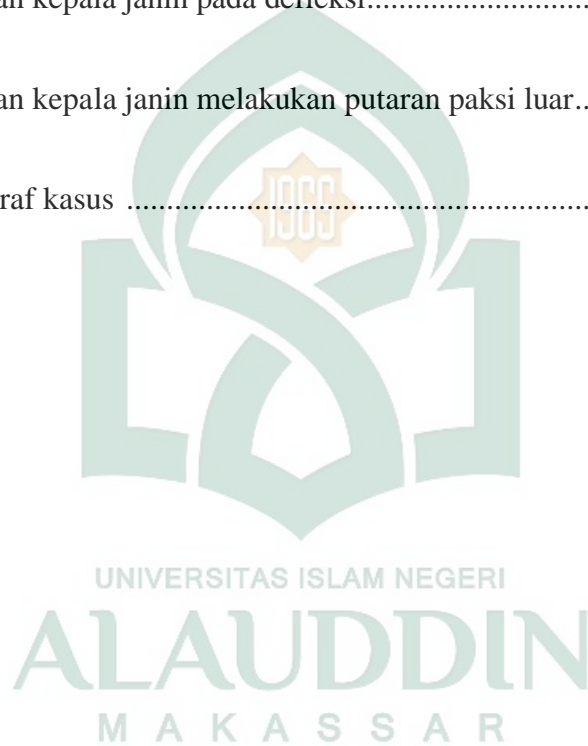 an kepala janin pada defleksi......................................
an kepala janin melakukan putaran paksi luar..
raf kasus ..................................................................
1965
UNIVERSITAS ISLAM NEGERI
ALAUDDIN
MAKASSAR